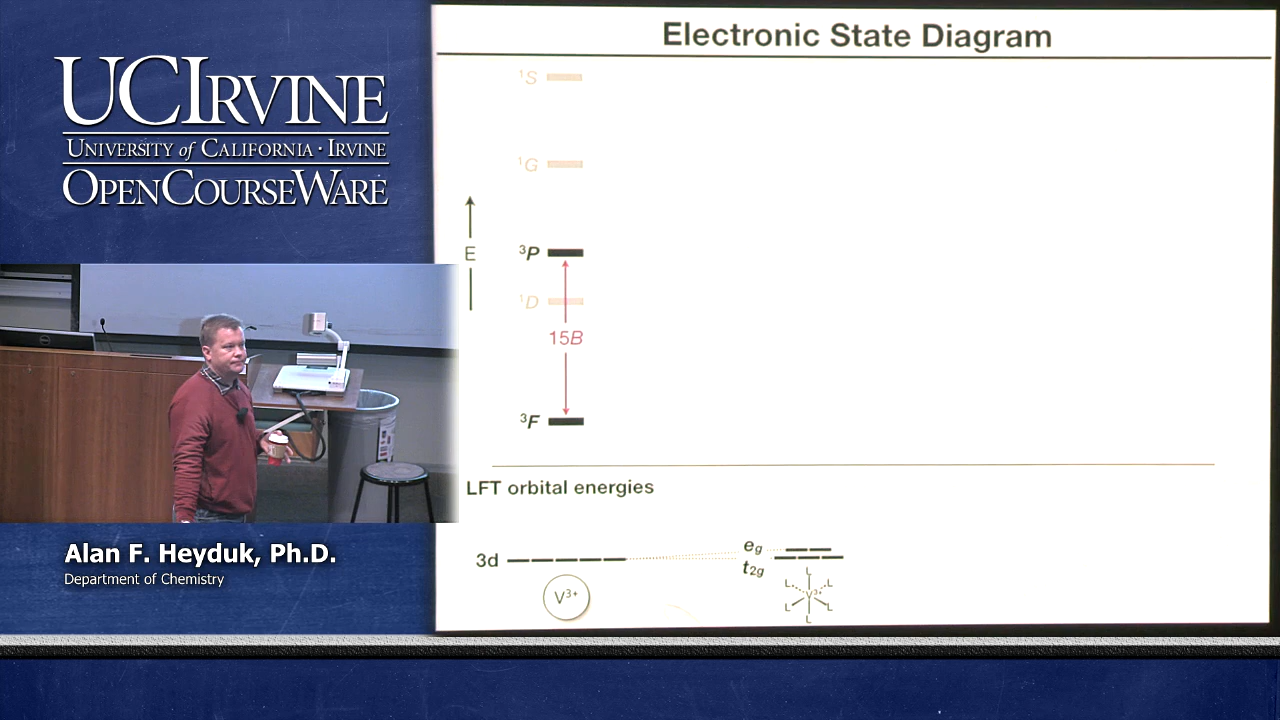 UCIRVINE
UNIVERSITY of CALIFORNIA · IRVINE
OPENCOURSEWARE
Alan F. Heyduk, Ph.D.
Department of Chemistry
Electronic State Diagram
¹S
¹G
E
³P
¹D
15B
³F
LFT orbital energies
3d
eg
t2g
V³⁺
L
L L
V³⁺
L L
L